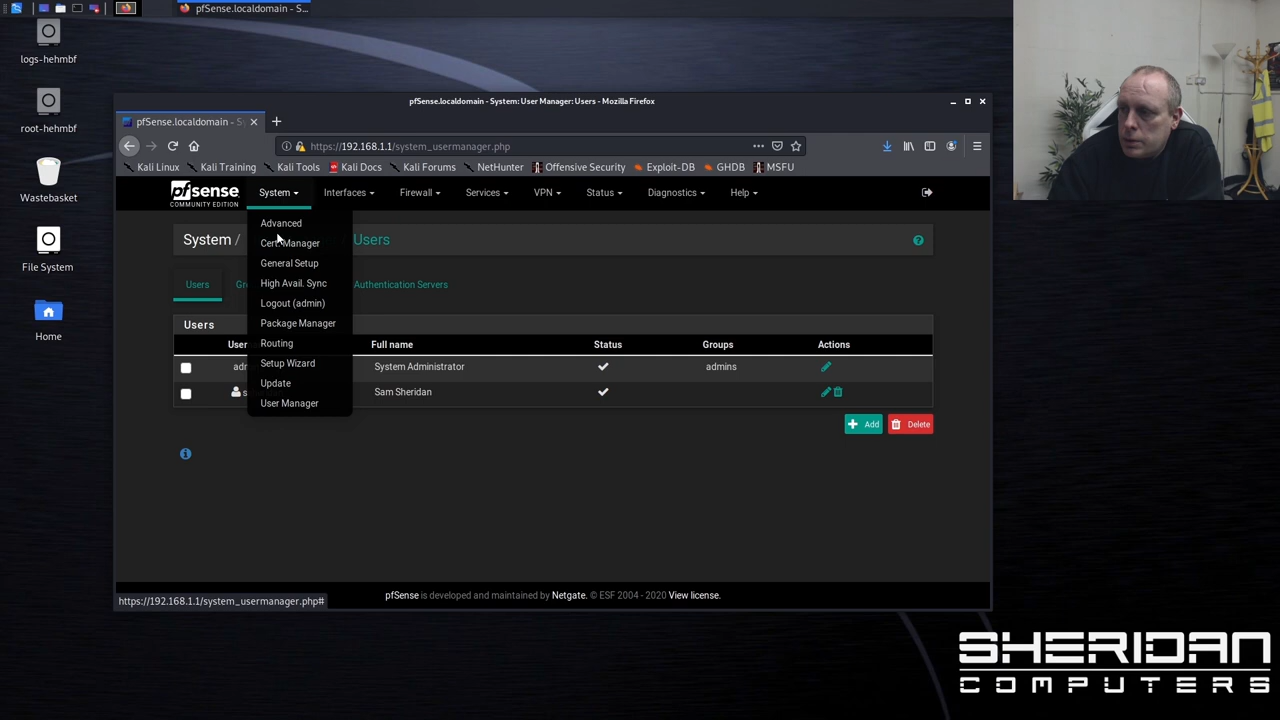 pfSense.localdomain - S...
logs-hehmbf
root-hehmbf
Wastebasket
File System
Home
pfSense.localdomain - System: User Manager: Users - Mozilla Firefox
pfSense.localdomain - Sy
https://192.168.1.1/system_usermanager.php
Kali Linux
Kali Training
Kali Tools
Kali Docs
Kali Forums
NetHunter
Offensive Security
Exploit-DB
GHDB
MSFU
pfsense
COMMUNITY EDITION
System
Interfaces
Firewall
Services
VPN
Status
Diagnostics
Help
Advanced
Cert. Manager
General Setup
High Avail. Sync
Logout (admin)
Package Manager
Routing
Setup Wizard
Update
User Manager
System / Users
Users
Authentication Servers
Users
Full name Status Groups Actions
System Administrator admins
Sam Sheridan
Add
Delete
https://192.168.1.1/system_usermanager.php#
pfSense is developed and maintained by Netgate. © ESF 2004 - 2020 View license.
SHERIDAN
COMPUTERS